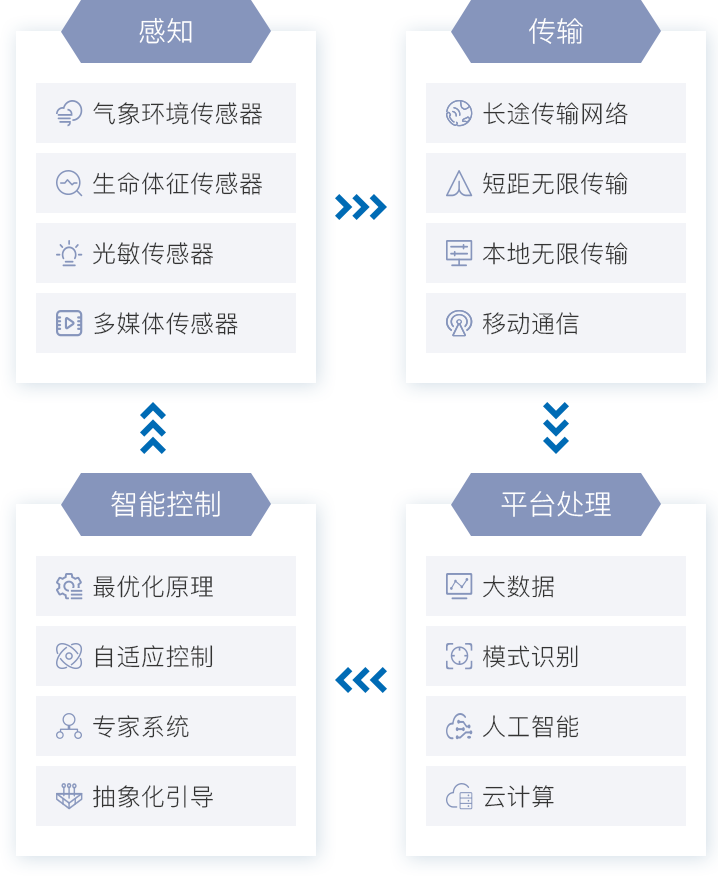 感知
气象环境传感器
生命体征传感器
光敏传感器
多媒体传感器
传输
长途传输网络
短距无限传输
本地无限传输
移动通信
智能控制
最优化原理
自适应控制
专家系统
抽象化引导
平台处理
大数据
模式识别
人工智能
云计算